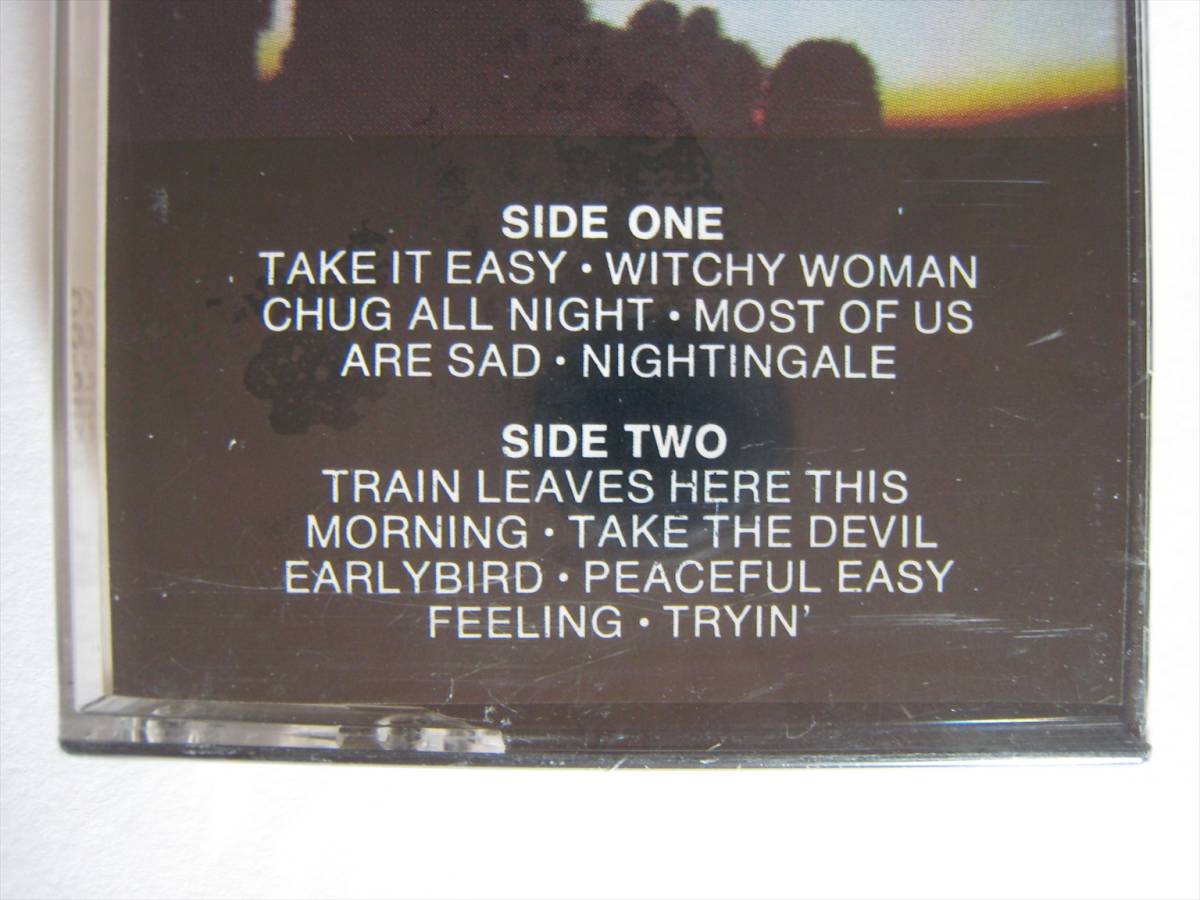 SIDE ONE
TAKE IT EASY • WITCHY WOMAN
CHUG ALL NIGHT • MOST OF US
ARE SAD • NIGHTINGALE
SIDE TWO
TRAIN LEAVES HERE THIS
MORNING • TAKE THE DEVIL
EARLYBIRD • PEACEFUL EASY
FEELING • TRYIN'